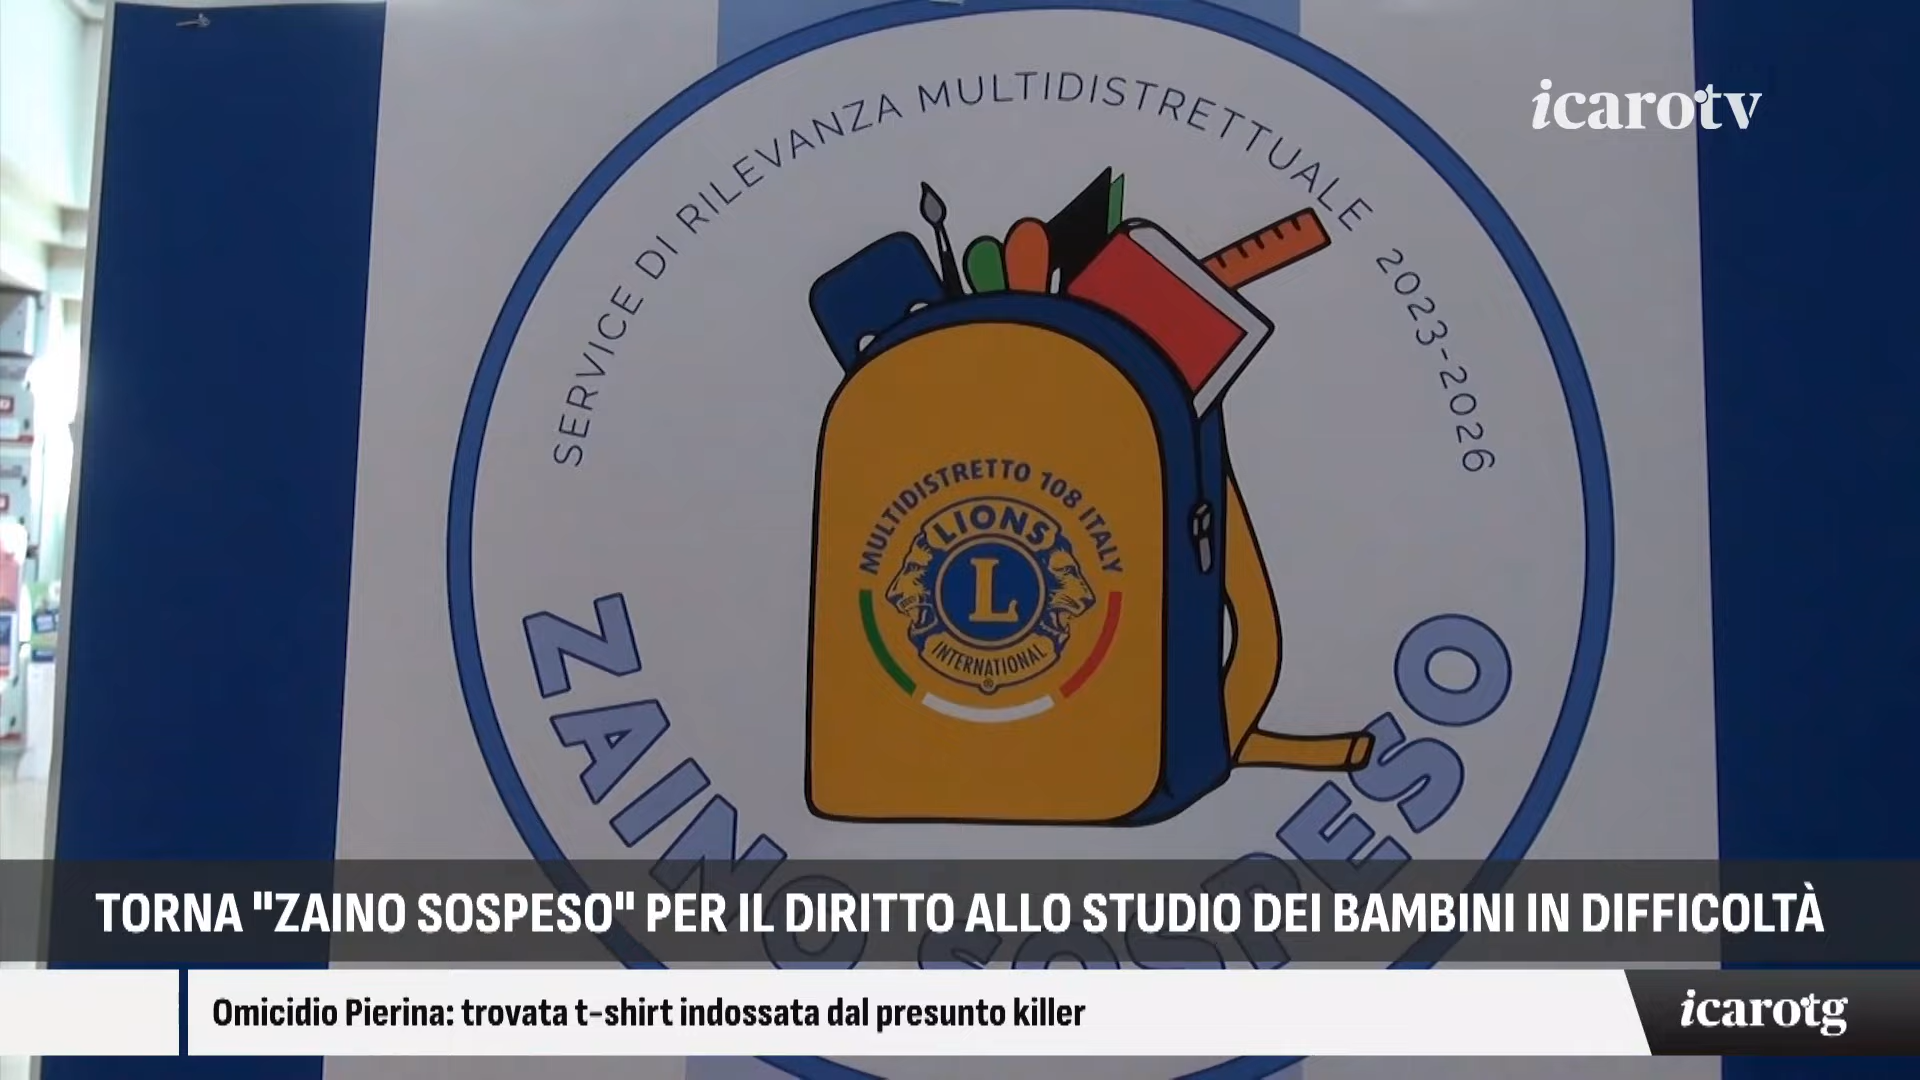 icarotv
SERVICE DI RILEVANZA MULTIDISTRETTUALE 2023-2026
MULTIDISTRETTO 108 ITALY
LIONS
L
INTERNATIONAL
®
ZAINO SOSPESO
TORNA "ZAINO SOSPESO" PER IL DIRITTO ALLO STUDIO DEI BAMBINI IN DIFFICOLTÀ
Omicidio Pierina: trovata t-shirt indossata dal presunto killer
icarotg